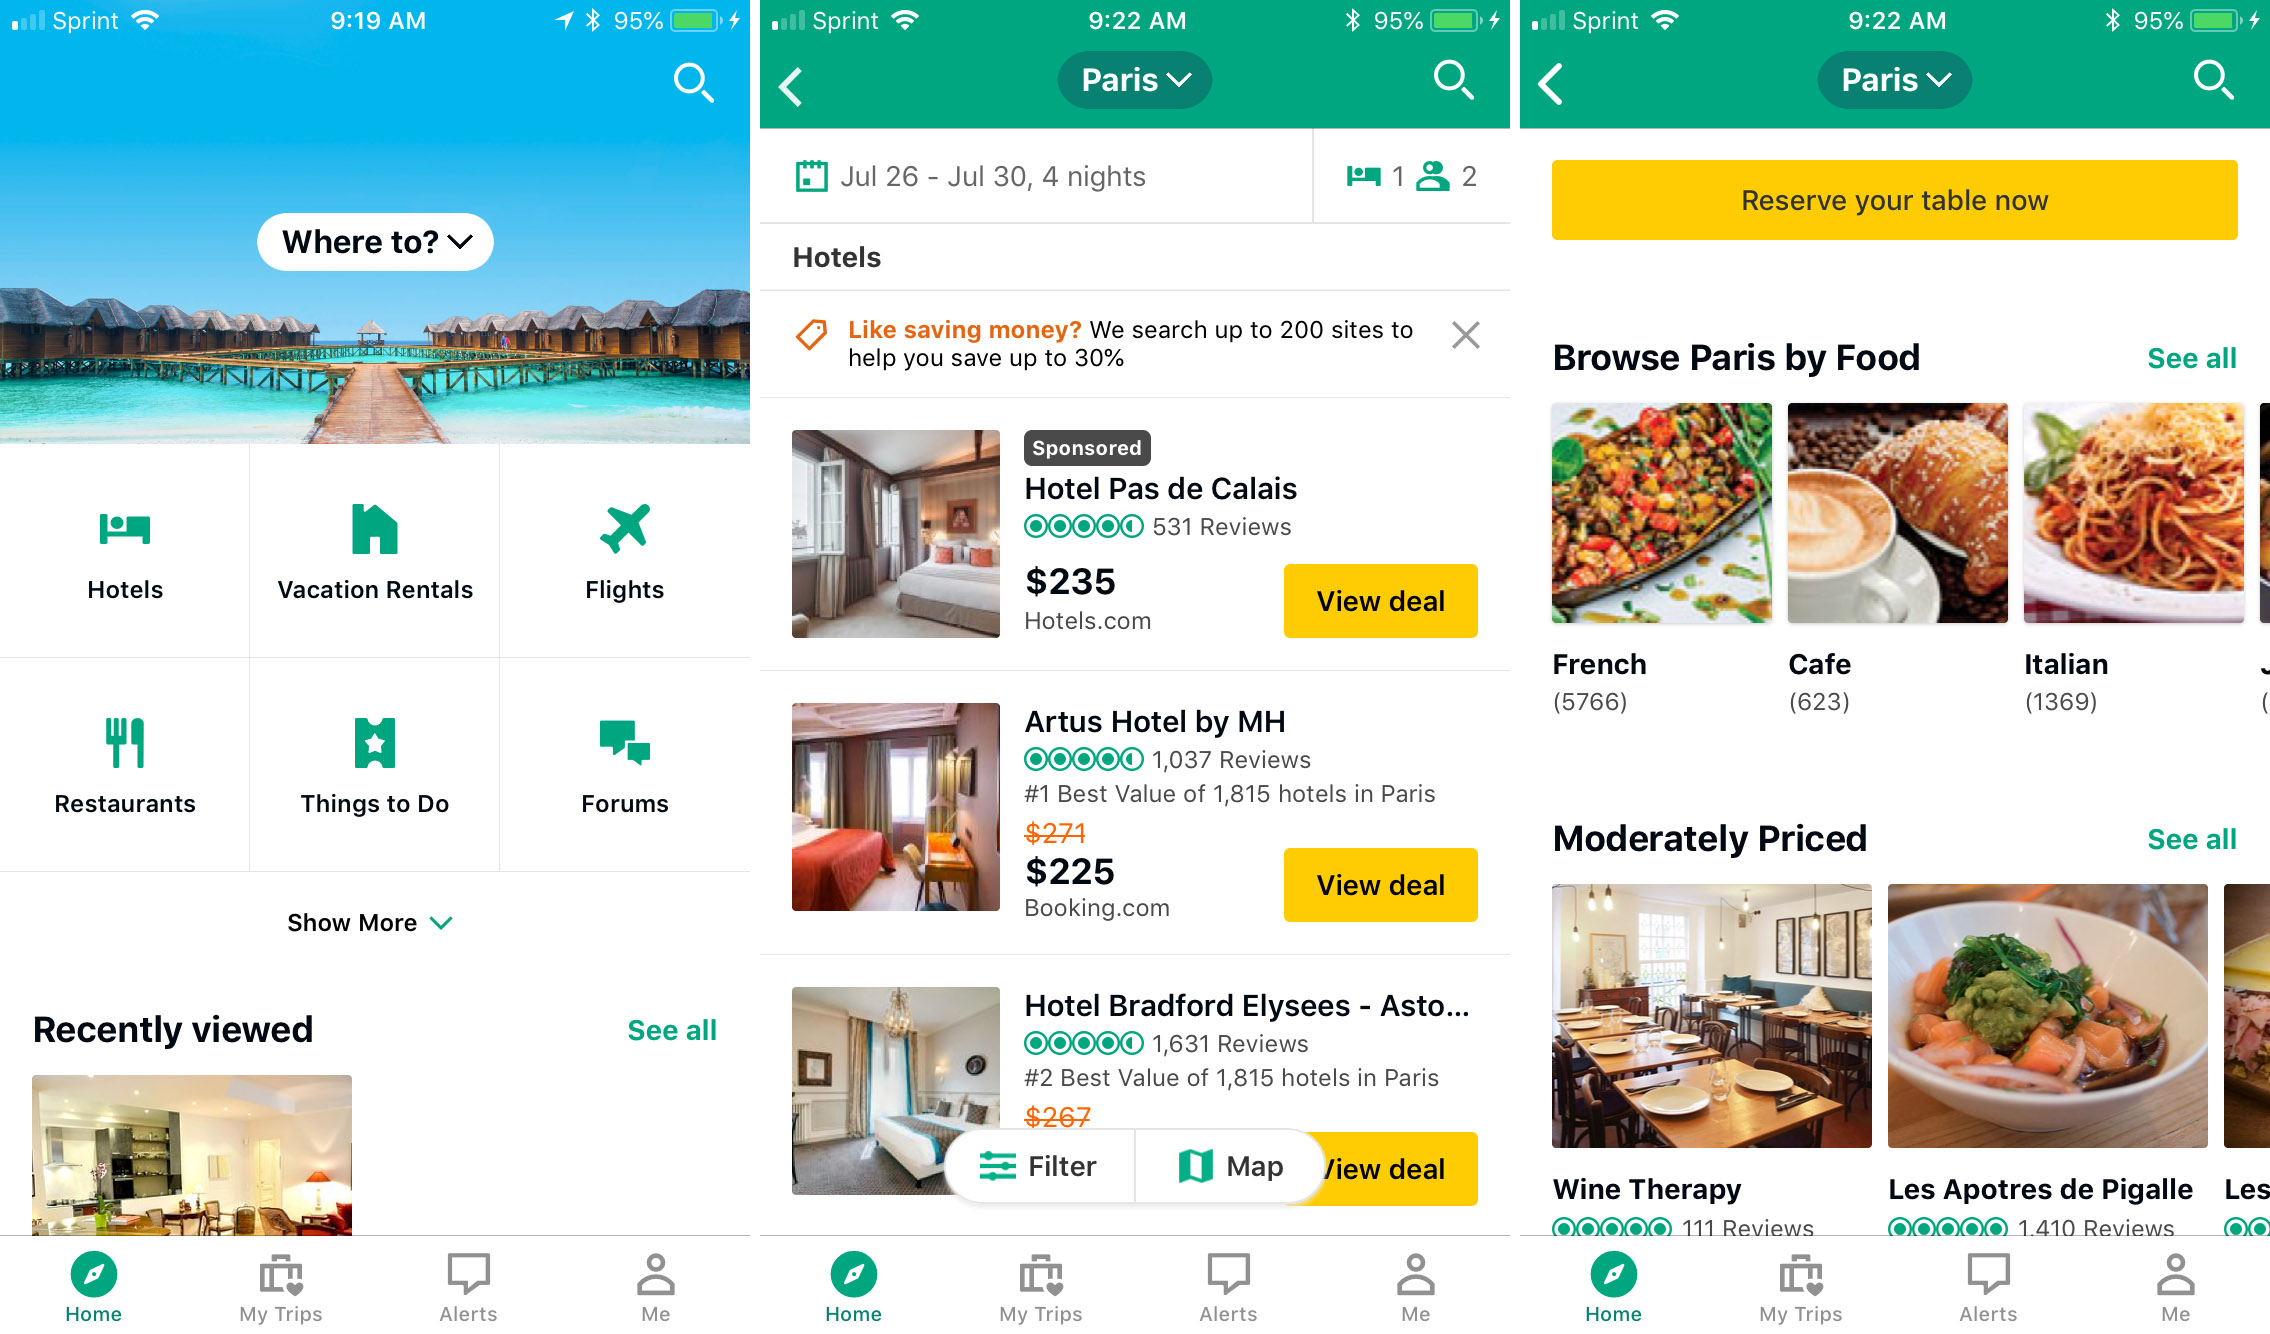 Sprint 9:19 AM 95%
Where to?
Hotels
Vacation Rentals
Flights
Restaurants
Things to Do
Forums
Show More
Recently viewed See all
Home My Trips Alerts Me
Sprint 9:22 AM 95%
Paris
Jul 26 - Jul 30, 4 nights 1 2
Hotels
Like saving money? We search up to 200 sites to
help you save up to 30%
Sponsored
Hotel Pas de Calais
531 Reviews
$235
Hotels.com
View deal
Artus Hotel by MH
1,037 Reviews
#1 Best Value of 1,815 hotels in Paris
$271
$225
Booking.com
View deal
Hotel Bradford Elysees - Asto...
1,631 Reviews
#2 Best Value of 1,815 hotels in Paris
$267
View deal
Filter Map
Home My Trips Alerts Me
Sprint 9:22 AM 95%
Paris
Reserve your table now
Browse Paris by Food See all
French Cafe Italian
(5766) (623) (1369)
Moderately Priced See all
Wine Therapy Les Apotres de Pigalle Les
111 Reviews 1,410 Reviews
Home My Trips Alerts Me